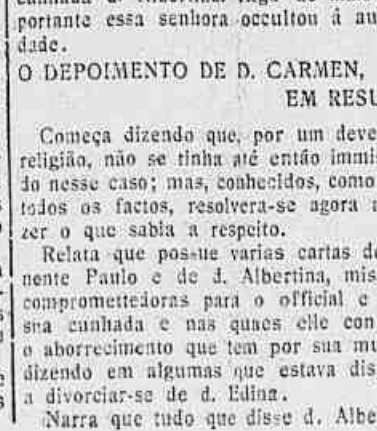 portante essa senhora occultou á au
dade.
O DEPOIMENTO DE D. CARMEN,
EM RESU
Começa dizendo que, por um deve
religião, não se tinha até então immis
do nesse caso; mas, conhecidos, como
todos os factos, resolvera-se agora a
zer o que sabia a respeito.
Relata que possue varias cartas do
nente Paulo e de d. Albertina, mis
compromettedoras para o official e
sua cunhada e nas quaes elle con
o aborrecimento que tem por sua mu
dizendo em algumas que estava dis
a divorciar-se de d. Edina.
Narra que tudo que disse d. Albe